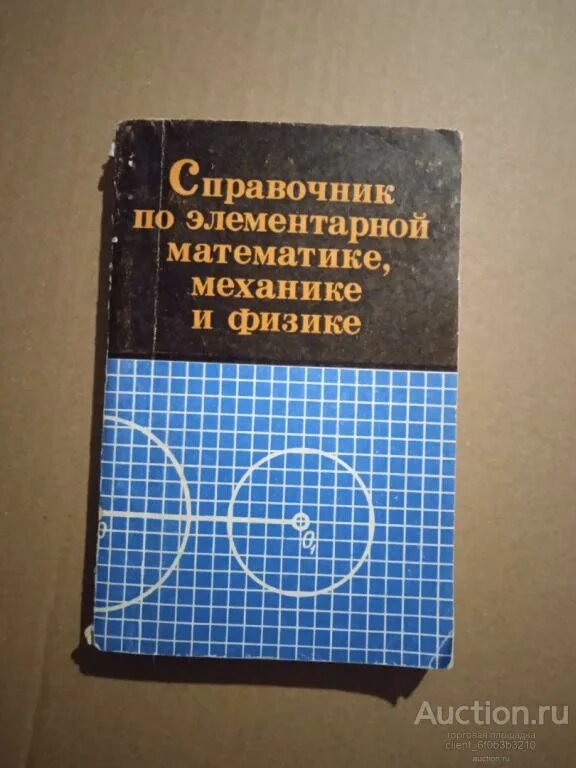 Справочник
по элементарной
математике,
механике
и физике
O
O₁
Auction.ru
торговая площадка
client_6f0b3b3210
auction.ru